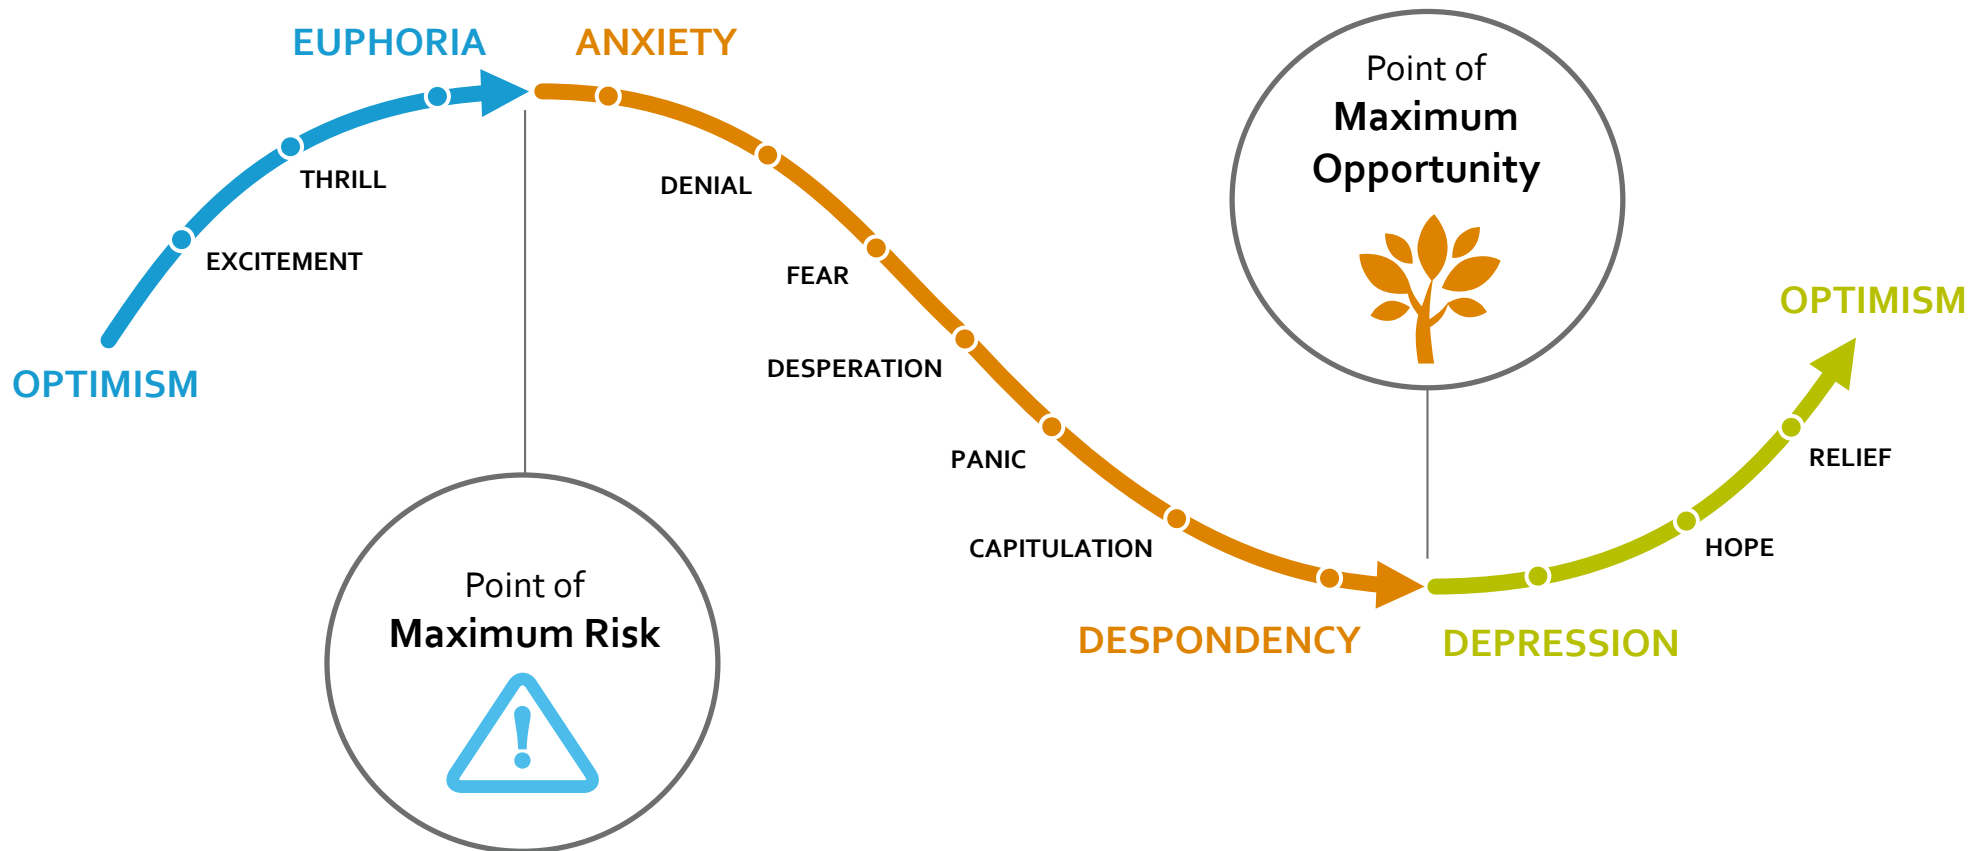 OPTIMISM
EXCITEMENT
THRILL
EUPHORIA
Point of
Maximum Risk
!
ANXIETY
DENIAL
FEAR
DESPERATION
PANIC
CAPITULATION
DESPONDENCY
Point of
Maximum
Opportunity
DEPRESSION
HOPE
RELIEF
OPTIMISM